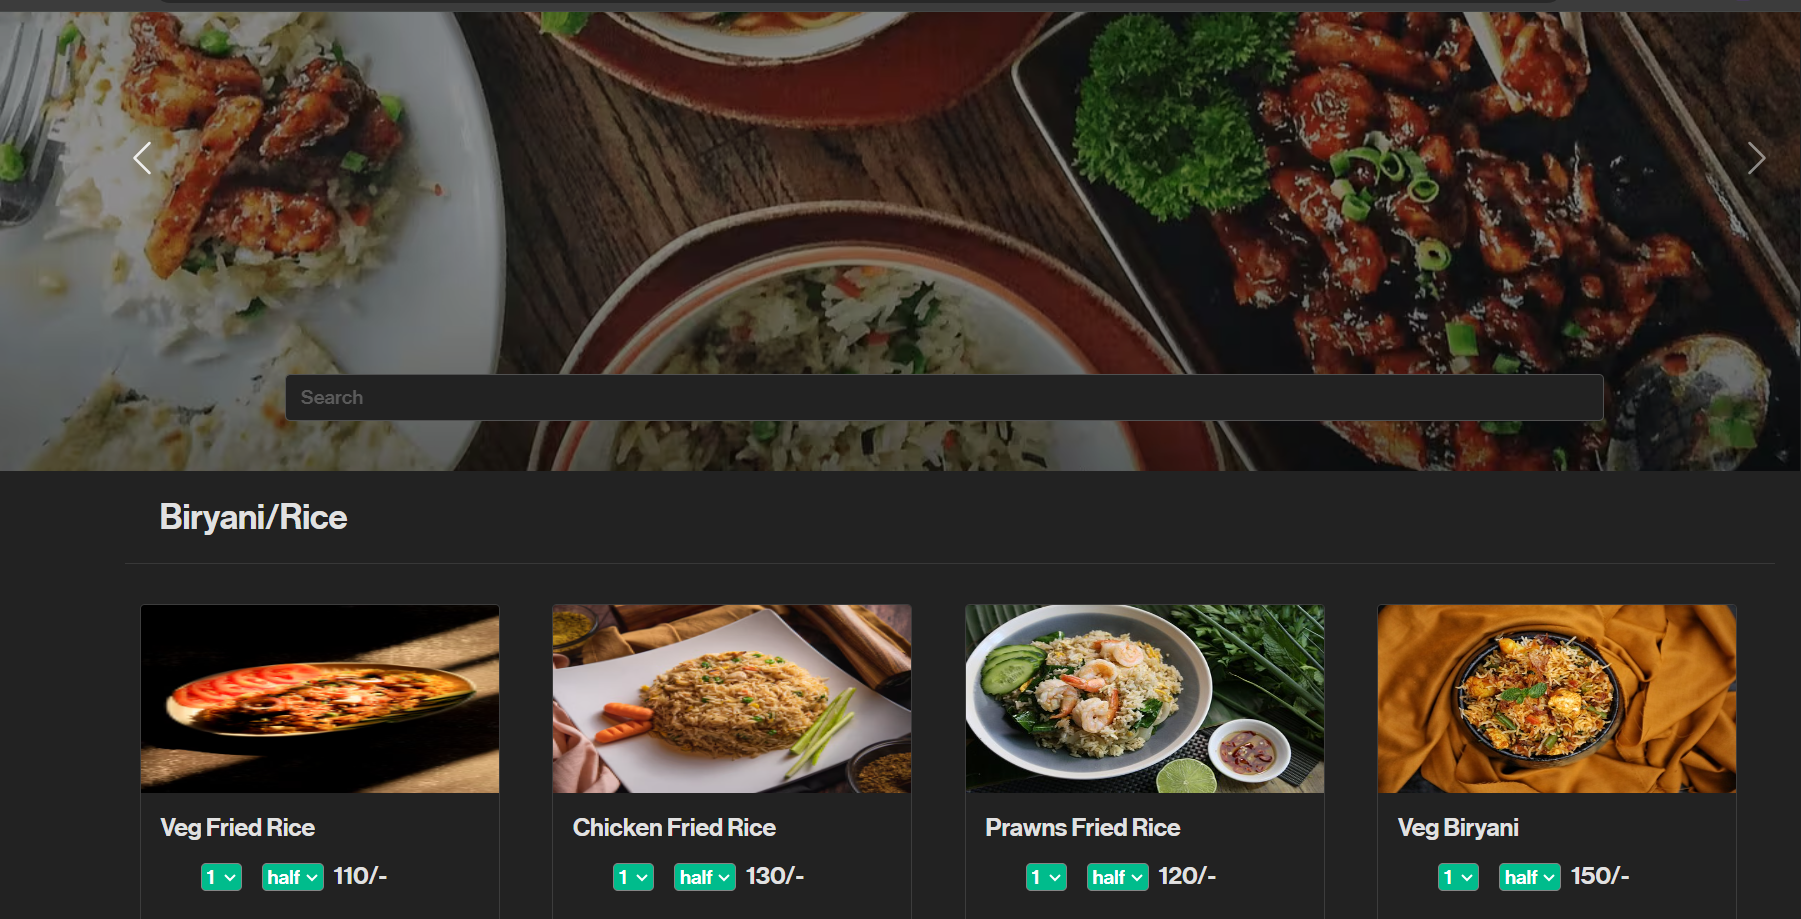 Search
Biryani/Rice
Veg Fried Rice
1 half 110/-
Chicken Fried Rice
1 half 130/-
Prawns Fried Rice
1 half 120/-
Veg Biryani
1 half 150/-